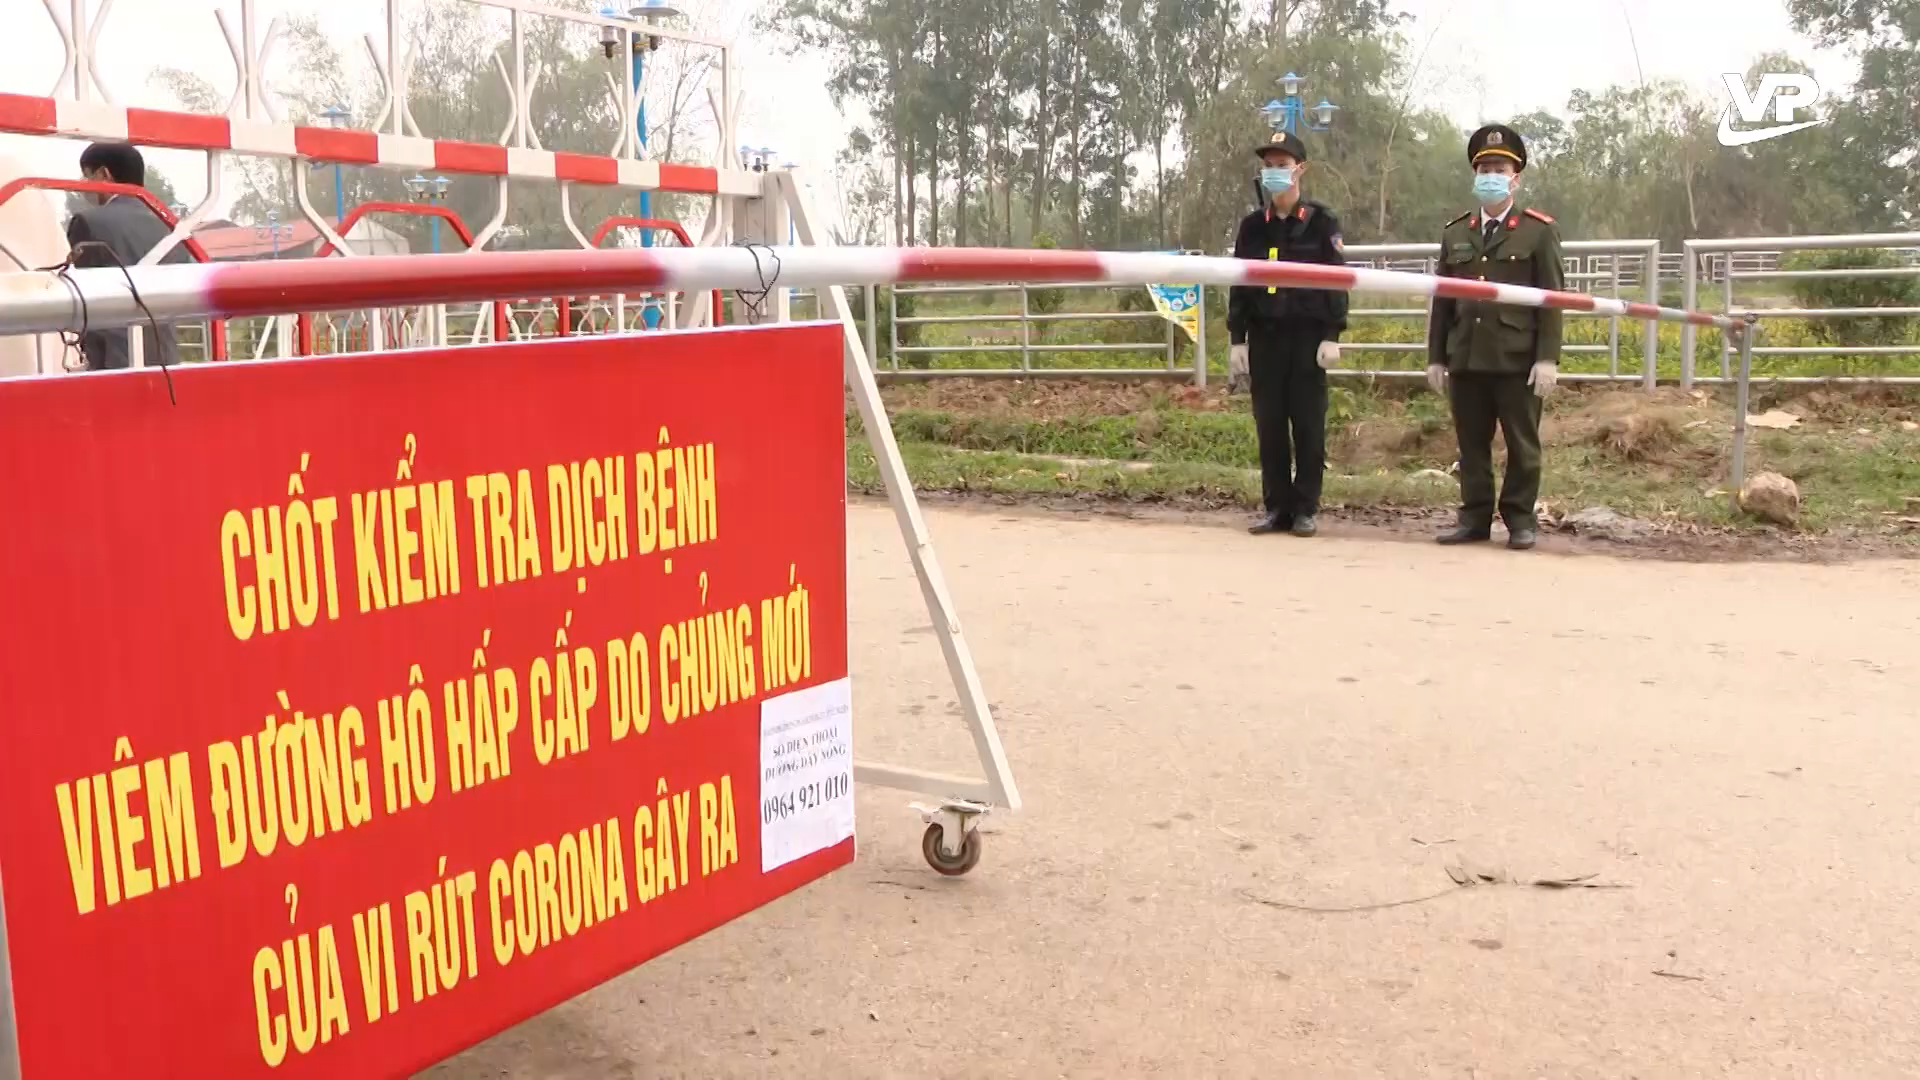 VP
CHỐT KIỂM TRA DỊCH BỆNH
VIÊM ĐƯỜNG HÔ HẤP CẤP DO CHỦNG MỚI
CỦA VI RÚT CORONA GÂY RA
SỐ ĐIỆN THOẠI
ĐƯỜNG DÂY NÓNG
0964 921 010